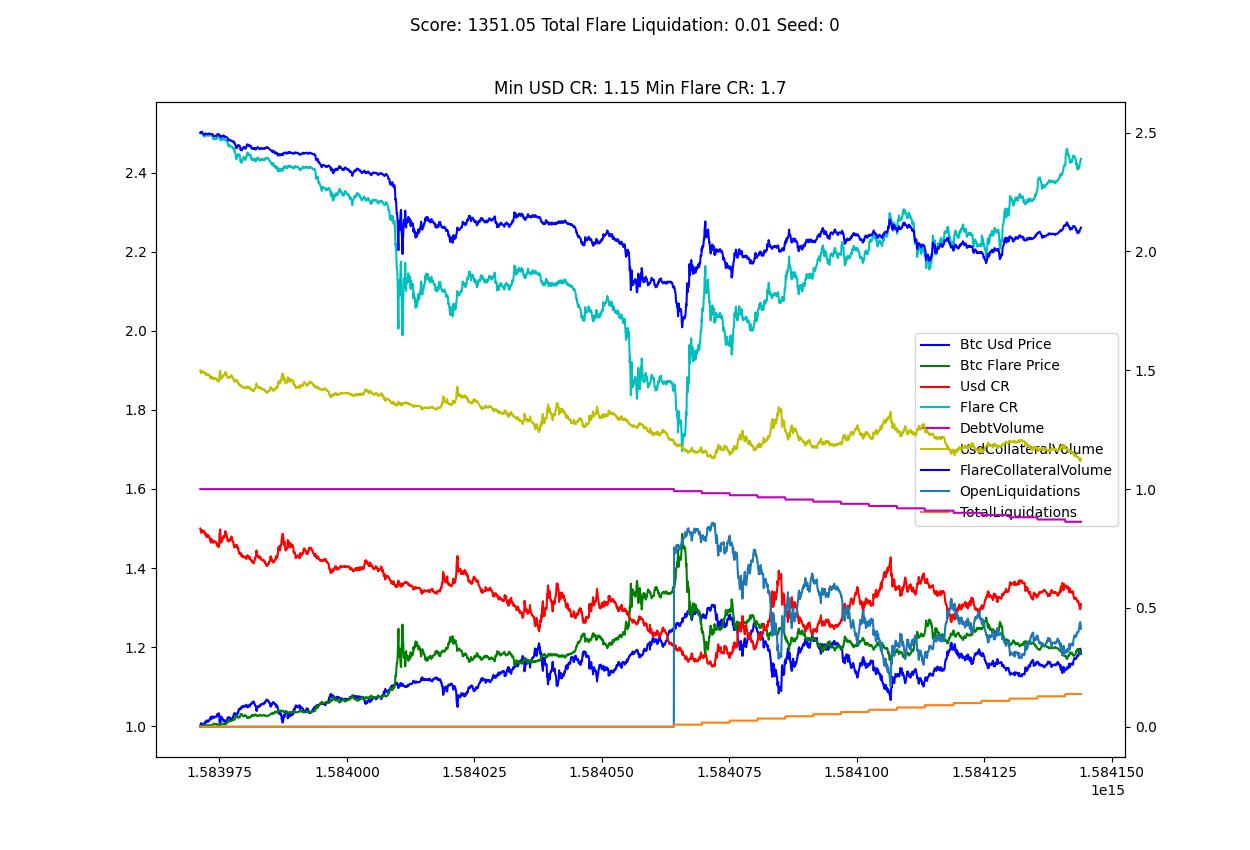 Score: 1351.05 Total Flare Liquidation: 0.01 Seed: 0
Min USD CR: 1.15 Min Flare CR: 1.7
2.4
2.2
2.0
1.8
1.6
1.4
1.2
1.0
2.5
2.0
1.5
1.0
0.5
0.0
Btc Usd Price
Btc Flare Price
Usd CR
Flare CR
DebtVolume
UsdCollateralVolume
FlareCollateralVolume
OpenLiquidations
TotalLiquidations
1.583975 1.584000 1.584025 1.584050 1.584075 1.584100 1.584125 1.584150
1e15